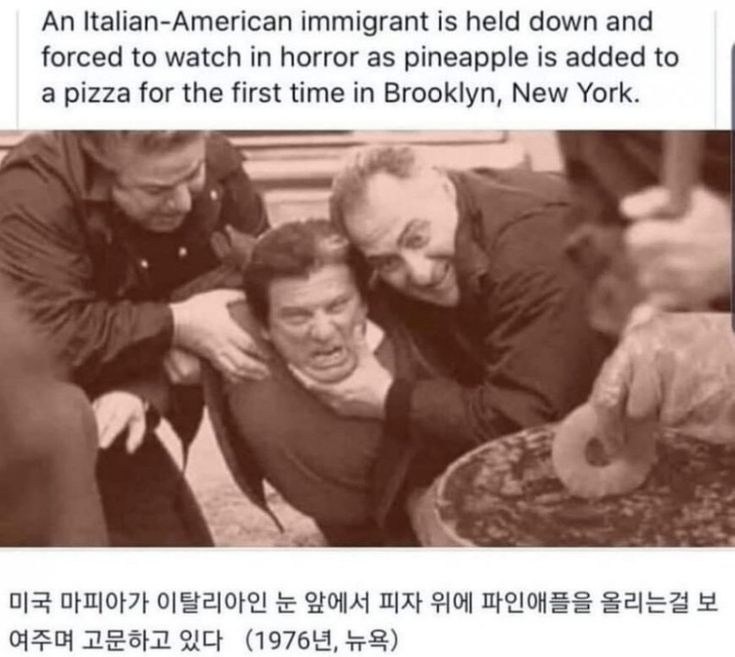 An Italian-American immigrant is held down and
forced to watch in horror as pineapple is added to
a pizza for the first time in Brooklyn, New York.
미국 마피아가 이탈리아인 눈 앞에서 피자 위에 파인애플을 올리는걸 보
여주며 고문하고 있다 (1976년, 뉴욕)